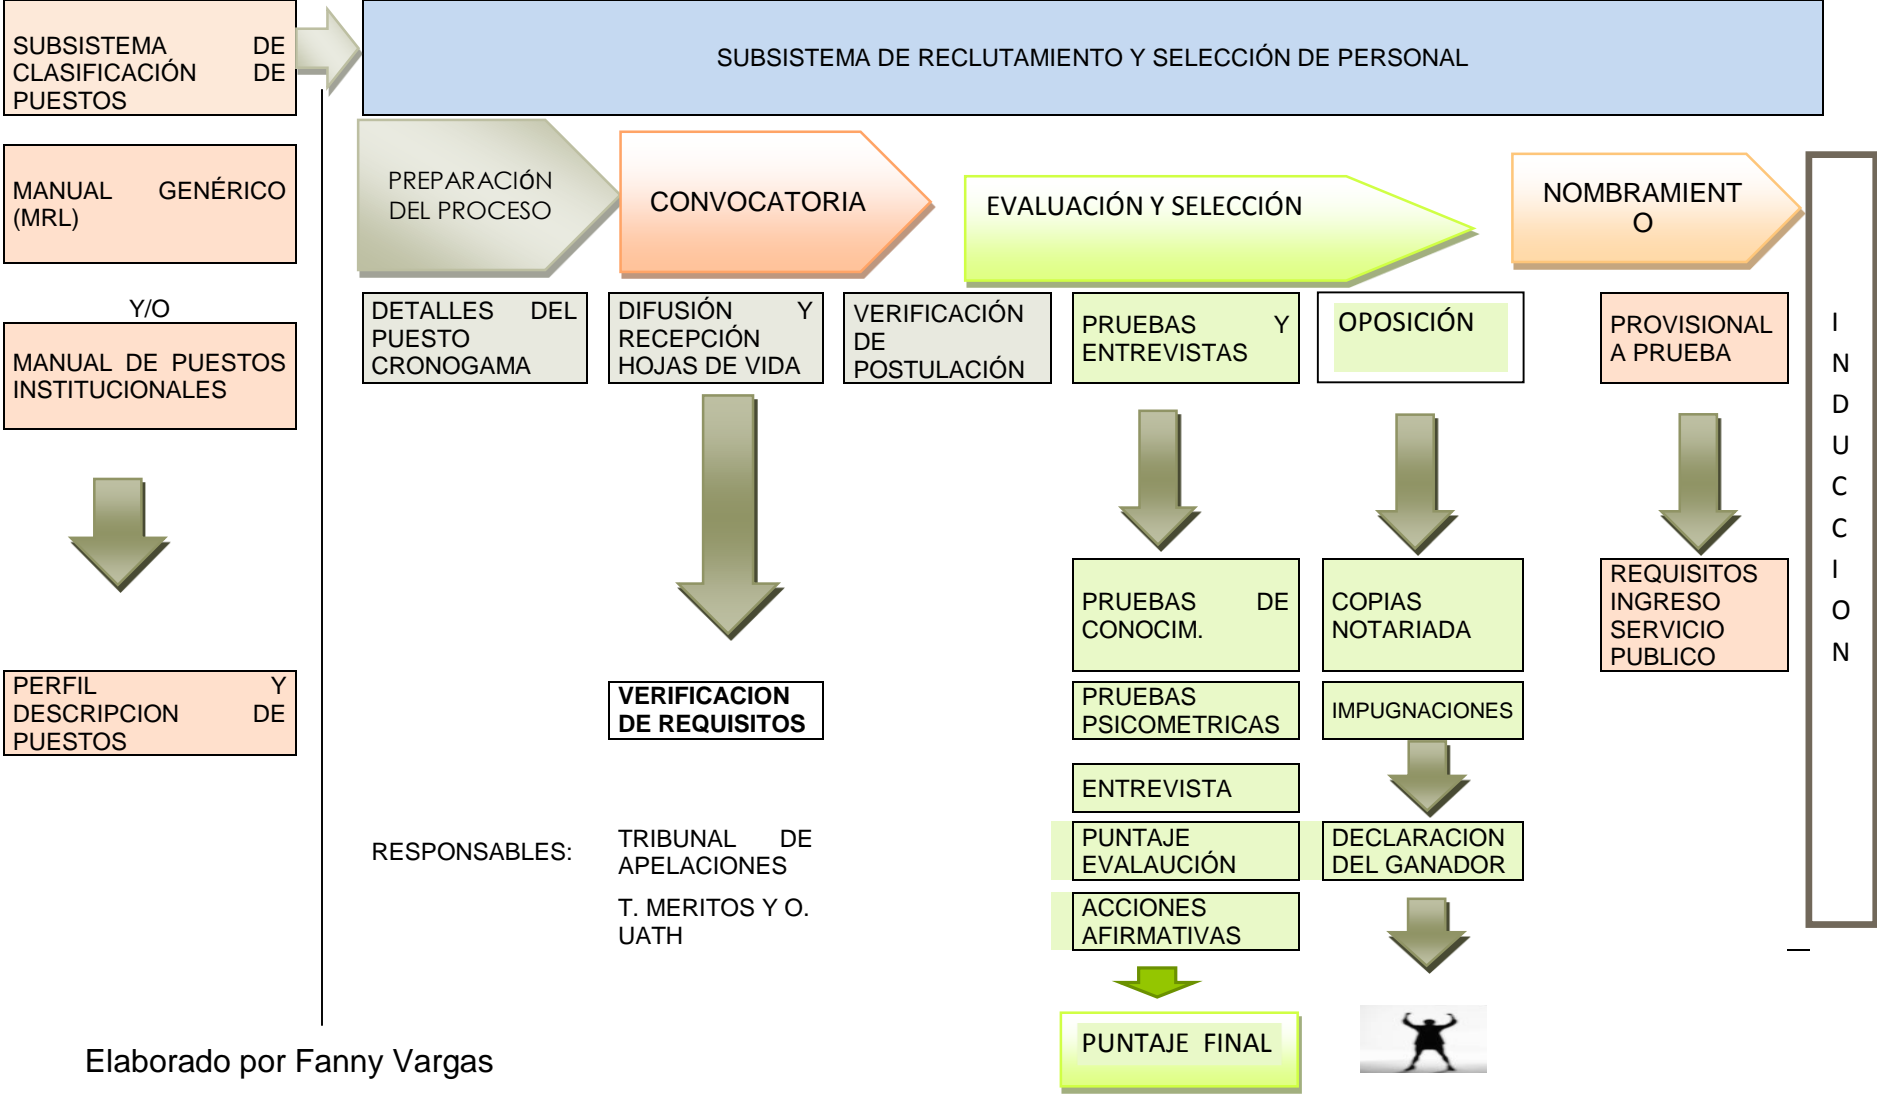 SUBSISTEMA DE
CLASIFICACIÓN DE
PUESTOS
SUBSISTEMA DE RECLUTAMIENTO Y SELECCIÓN DE PERSONAL
MANUAL GENÉRICO
(MRL)
Y/O
MANUAL DE PUESTOS
INSTITUCIONALES
PERFIL Y
DESCRIPCION DE
PUESTOS
PREPARACIóN
DEL PROCESO
CONVOCATORIA
EVALUACIÓN Y SELECCIÓN
NOMBRAMIENT
O
DETALLES DEL
PUESTO
CRONOGAMA
DIFUSIÓN Y
RECEPCIÓN
HOJAS DE VIDA
VERIFICACIÓN
DE
POSTULACIÓN
PRUEBAS Y
ENTREVISTAS
OPOSICIÓN
PROVISIONAL
A PRUEBA
VERIFICACION
DE REQUISITOS
PRUEBAS DE
CONOCIM.
COPIAS
NOTARIADA
REQUISITOS
INGRESO
SERVICIO
PUBLICO
PRUEBAS
PSICOMETRICAS
IMPUGNACIONES
ENTREVISTA
RESPONSABLES:
TRIBUNAL DE
APELACIONES
T. MERITOS Y O.
UATH
PUNTAJE
EVALAUCIÓN
DECLARACION
DEL GANADOR
ACCIONES
AFIRMATIVAS
PUNTAJE FINAL
I
N
D
U
C
C
I
O
N
Elaborado por Fanny Vargas